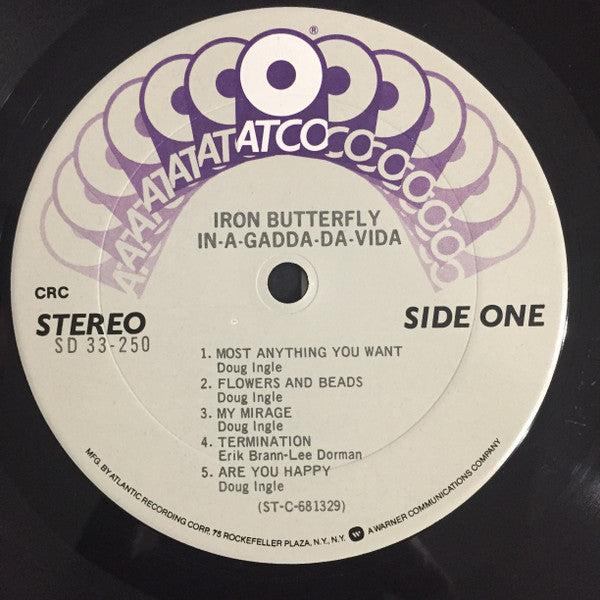 ®
ATCO
IRON BUTTERFLY
IN-A-GADDA-DA-VIDA
CRC
STEREO
SD 33-250
SIDE ONE
1. MOST ANYTHING YOU WANT
Doug Ingle
2. FLOWERS AND BEADS
Doug Ingle
3. MY MIRAGE
Doug Ingle
4. TERMINATION
Erik Brann-Lee Dorman
5. ARE YOU HAPPY
Doug Ingle
(ST-C-681329)
MFG. BY ATLANTIC RECORDING CORP. 75 ROCKEFELLER PLAZA, N.Y., N.Y. W A WARNER COMMUNICATIONS COMPANY